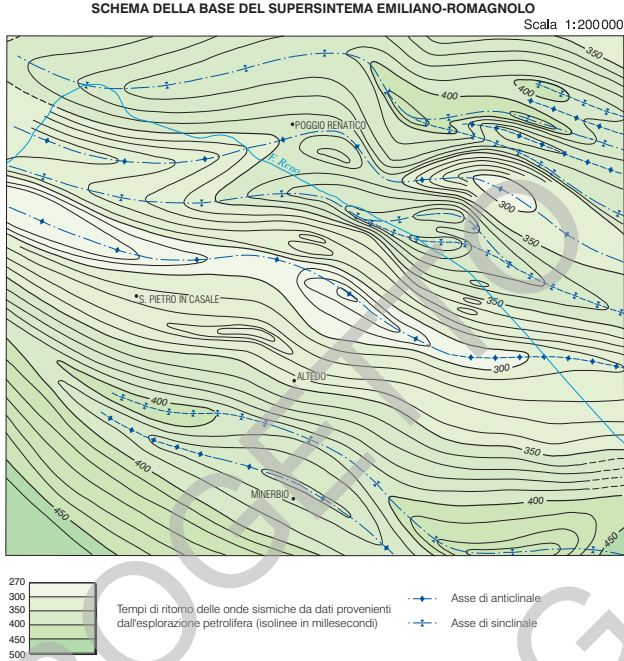 SCHEMA DELLA BASE DEL SUPERSINTEMA EMILIANO-ROMAGNOLO
Scala 1:200000
350
400
400
POGGIO RENATICO
F. Reno
300
350
S. PIETRO IN CASALE
350
300
ALTEDO
400
350
400
MINERBIO
400
450
450
270
300
350
400
450
500
Tempi di ritorno delle onde sismiche da dati provenienti
dall'esplorazione petrolifera (isolinee in millesecondi)
Asse di anticlinale
Asse di sinclinale
PROGETTO